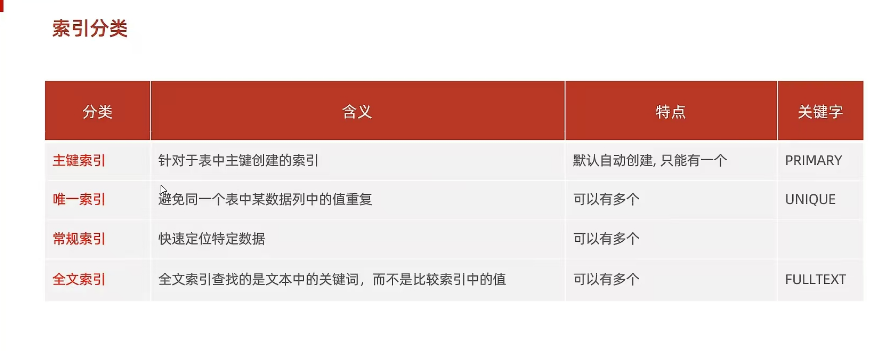 索引分类
分类 含义 特点 关键字
主键索引 针对于表中主键创建的索引 默认自动创建, 只能有一个 PRIMARY
唯一索引 避免同一个表中某数据列中的值重复 可以有多个 UNIQUE
常规索引 快速定位特定数据 可以有多个
全文索引 全文索引查找的是文本中的关键词，而不是比较索引中的值 可以有多个 FULLTEXT